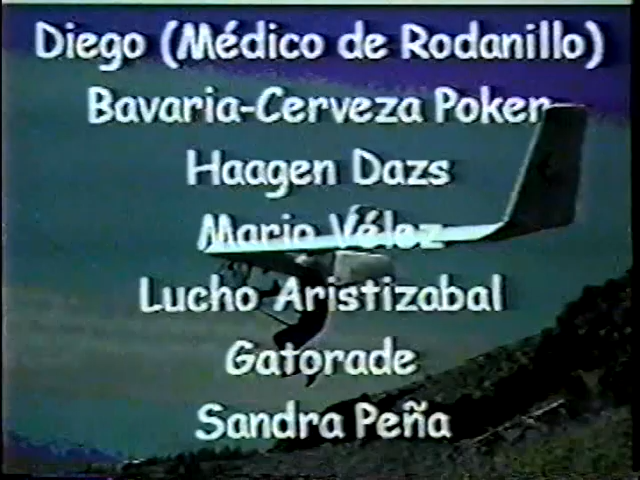 Diego (Médico de Rodanillo)
Bavaria-Cerveza Poker
Haagen Dazs
Mario Vélez
Lucho Aristizabal
Gatorade
Sandra Peña